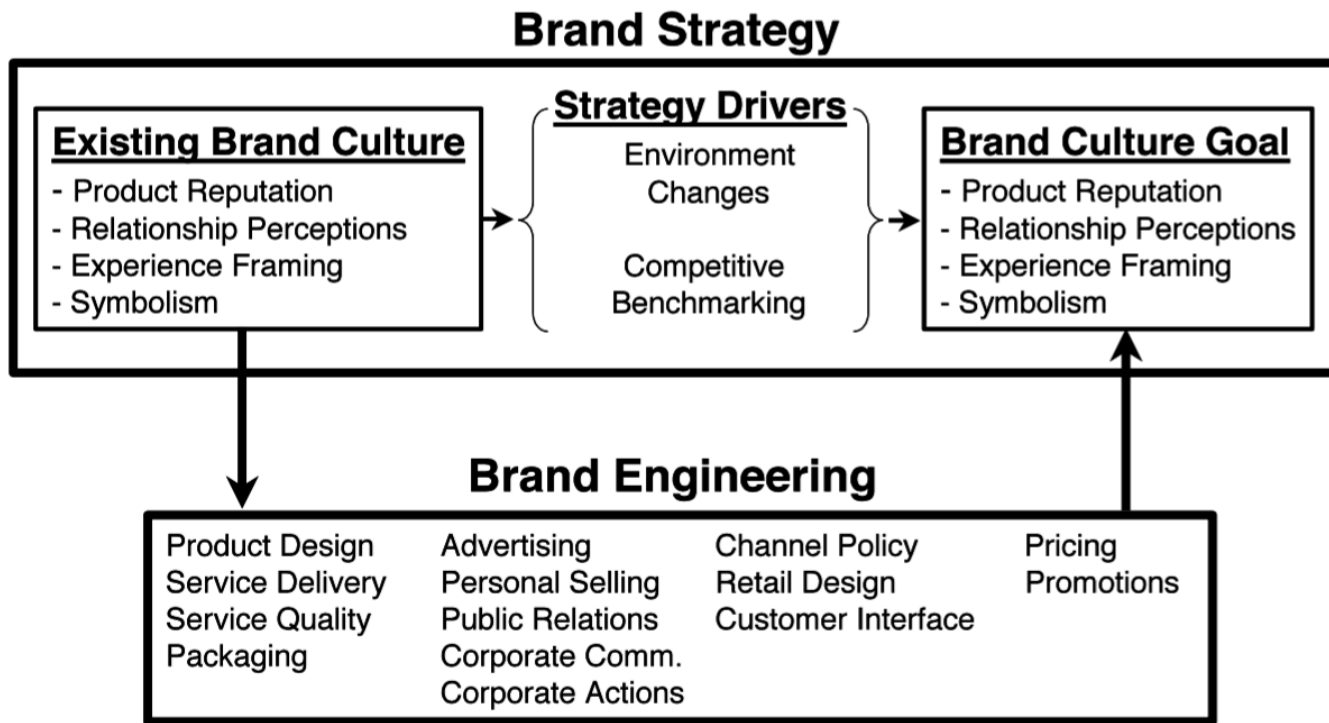 Brand Strategy
Existing Brand Culture
- Product Reputation
- Relationship Perceptions
- Experience Framing
- Symbolism
Strategy Drivers
Environment
Changes
Competitive
Benchmarking
Brand Culture Goal
- Product Reputation
- Relationship Perceptions
- Experience Framing
- Symbolism
Brand Engineering
Product Design
Service Delivery
Service Quality
Packaging
Advertising
Personal Selling
Public Relations
Corporate Comm.
Corporate Actions
Channel Policy
Retail Design
Customer Interface
Pricing
Promotions